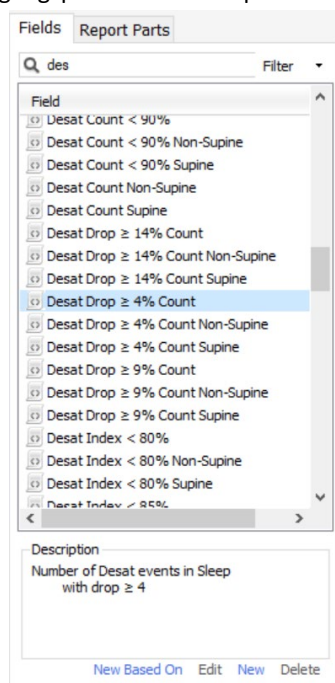 Fields Report Parts
des Filter
Field
Desat Count < 90%
Desat Count < 90% Non-Supine
Desat Count < 90% Supine
Desat Count Non-Supine
Desat Count Supine
Desat Drop ≥ 14% Count
Desat Drop ≥ 14% Count Non-Supine
Desat Drop ≥ 14% Count Supine
Desat Drop ≥ 4% Count
Desat Drop ≥ 4% Count Non-Supine
Desat Drop ≥ 4% Count Supine
Desat Drop ≥ 9% Count
Desat Drop ≥ 9% Count Non-Supine
Desat Drop ≥ 9% Count Supine
Desat Index < 80%
Desat Index < 80% Non-Supine
Desat Index < 80% Supine
Desat Index < 85%
Description
Number of Desat events in Sleep
with drop ≥ 4
New Based On Edit New Delete